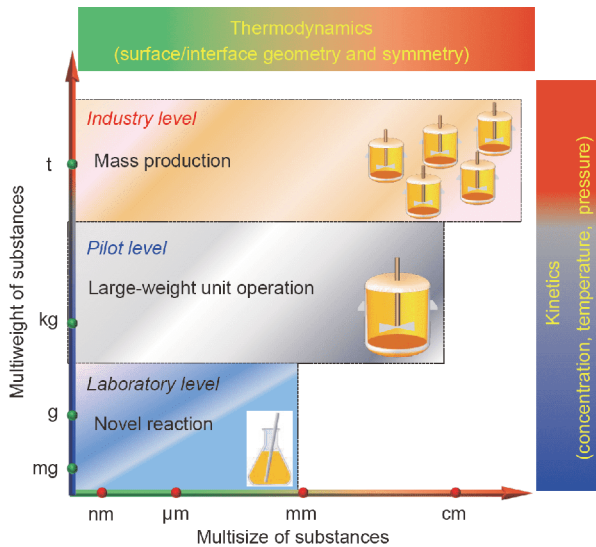 Thermodynamics
(surface/interface geometry and symmetry)
Industry level
Mass production
t
Pilot level
Large-weight unit operation
kg
Laboratory level
Novel reaction
g
mg
Multiweight of substances
nm
µm
mm
cm
Multisize of substances
Kinetics
(concentration, temperature, pressure)